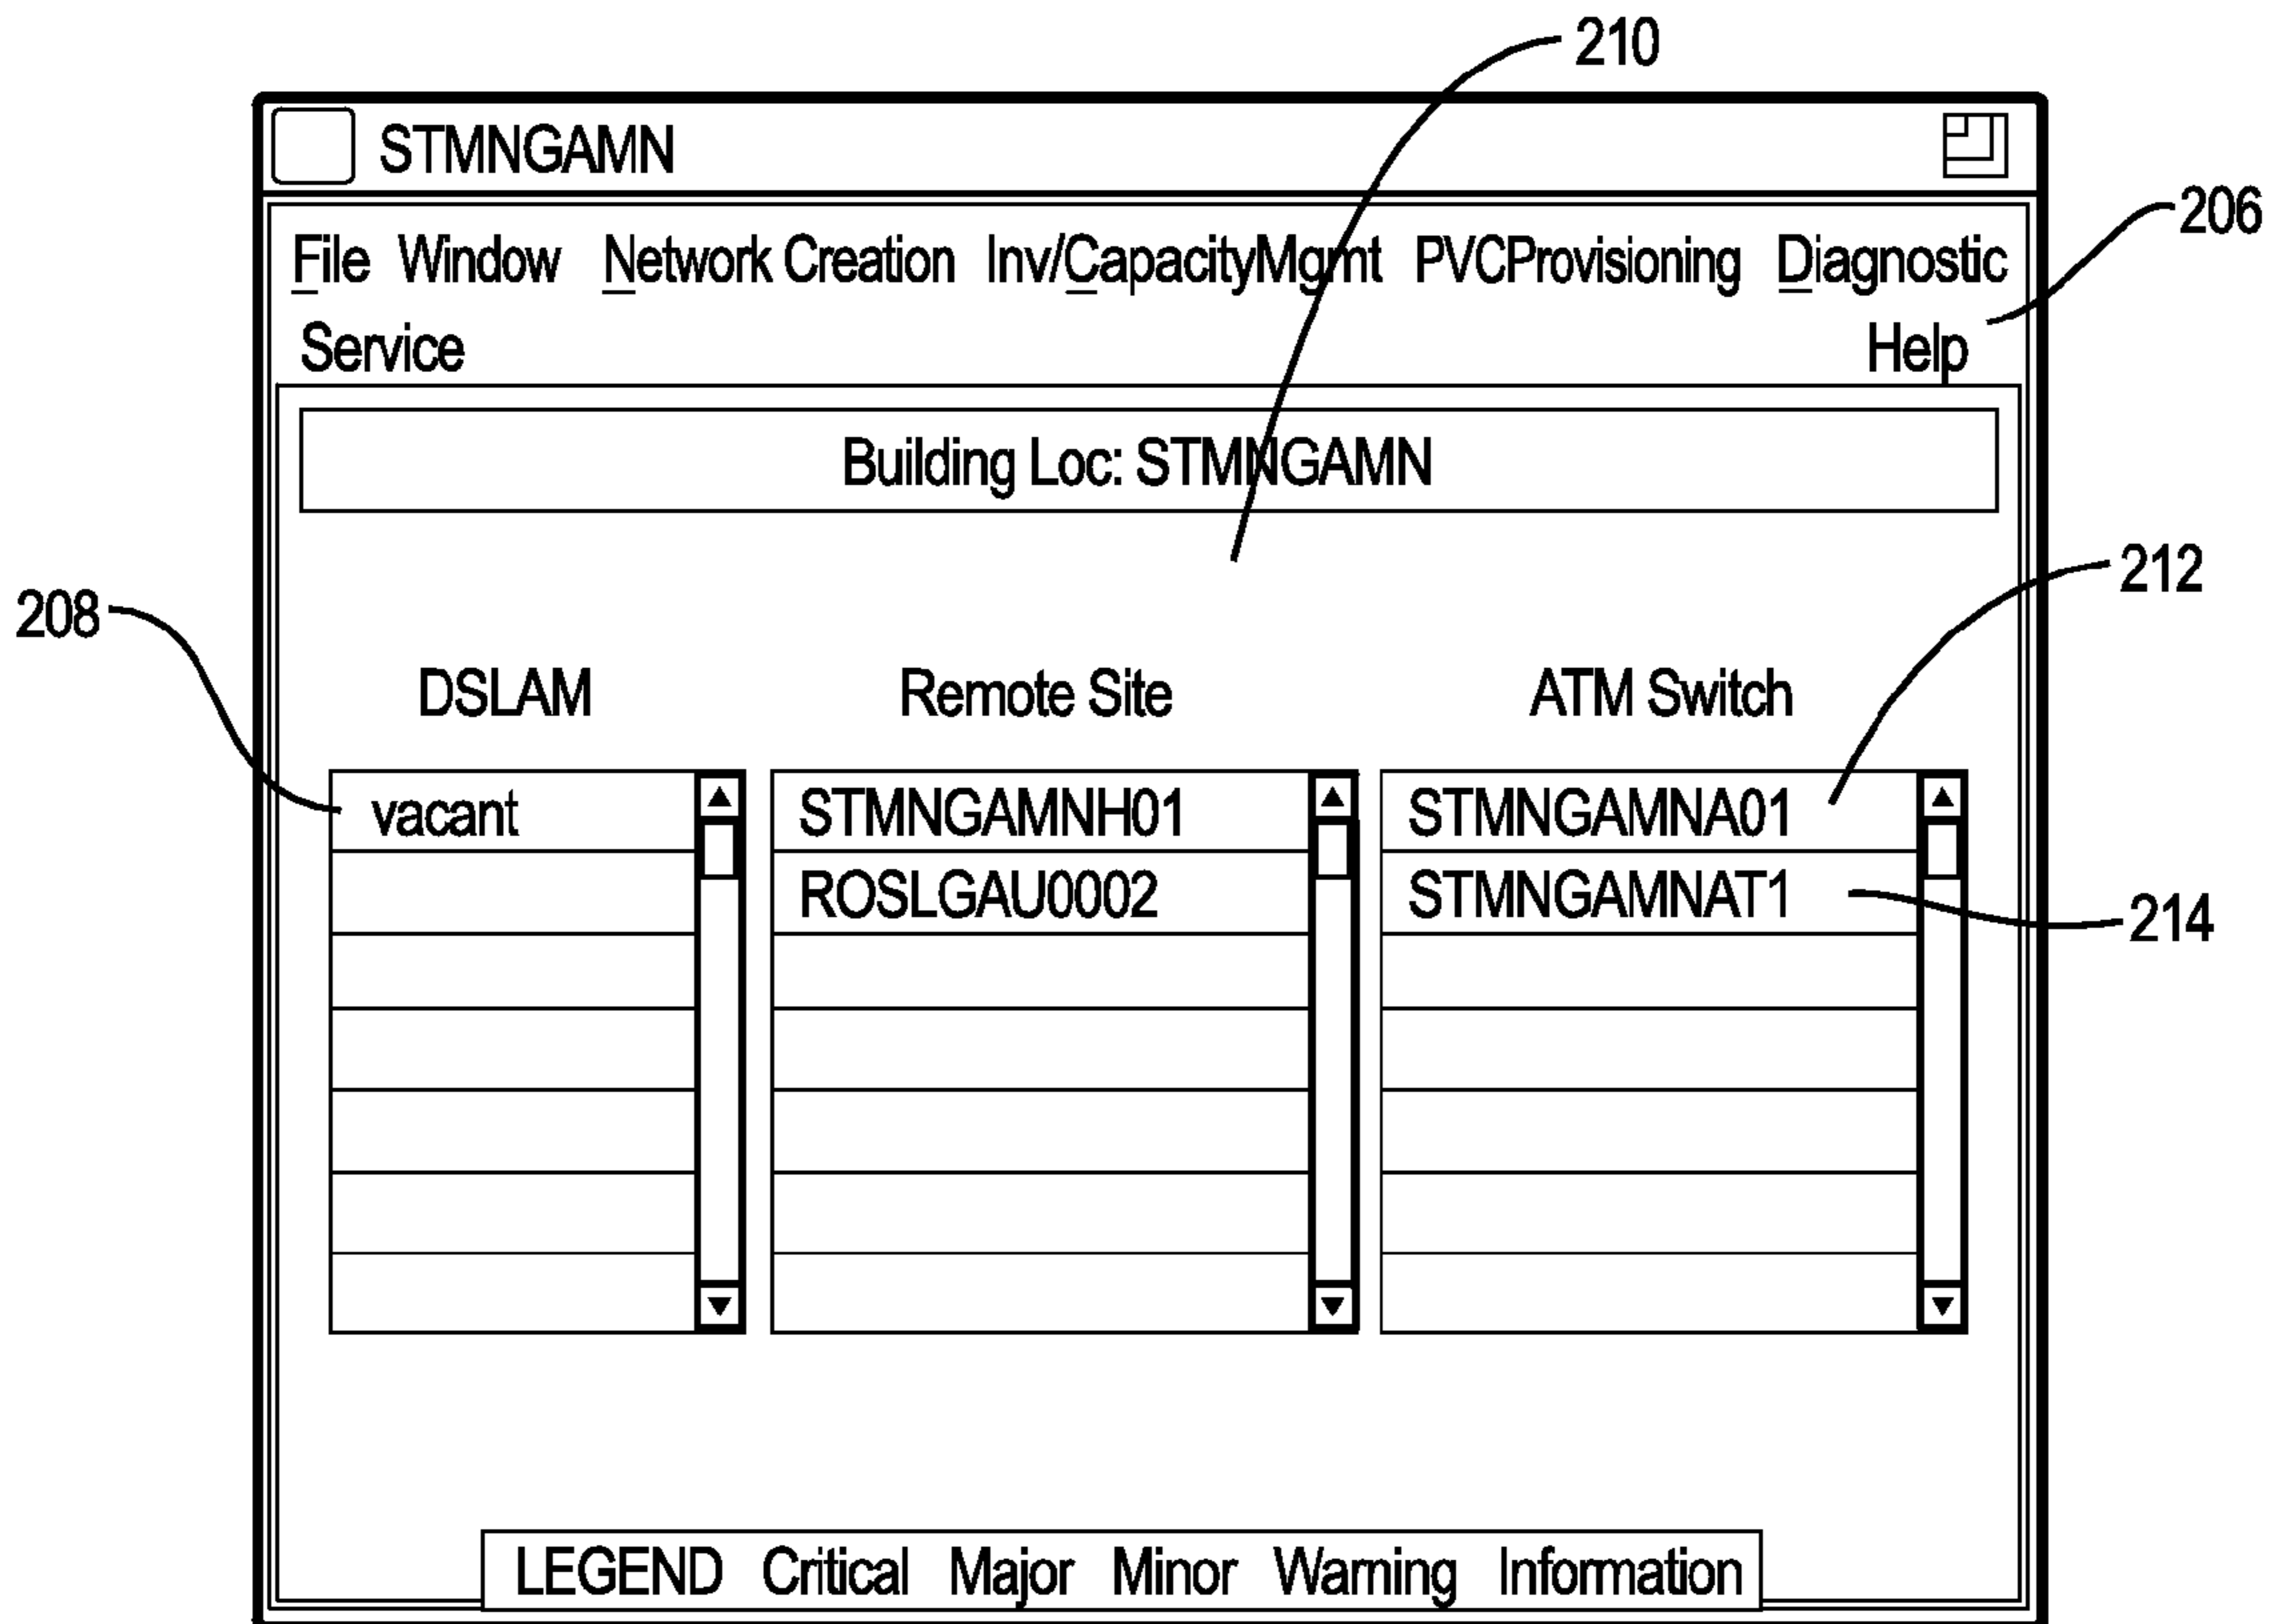 210
STMNGAMN
206
File Window Network Creation Inv/CapacityMgmt PVCProvisioning Diagnostic
Service Help
Building Loc: STMNGAMN
212
208
DSLAM Remote Site ATM Switch
vacant STMNGAMNH01 STMNGAMNA01
ROSLGAU0002 STMNGAMNAT1
214
LEGEND Critical Major Minor Warning Information